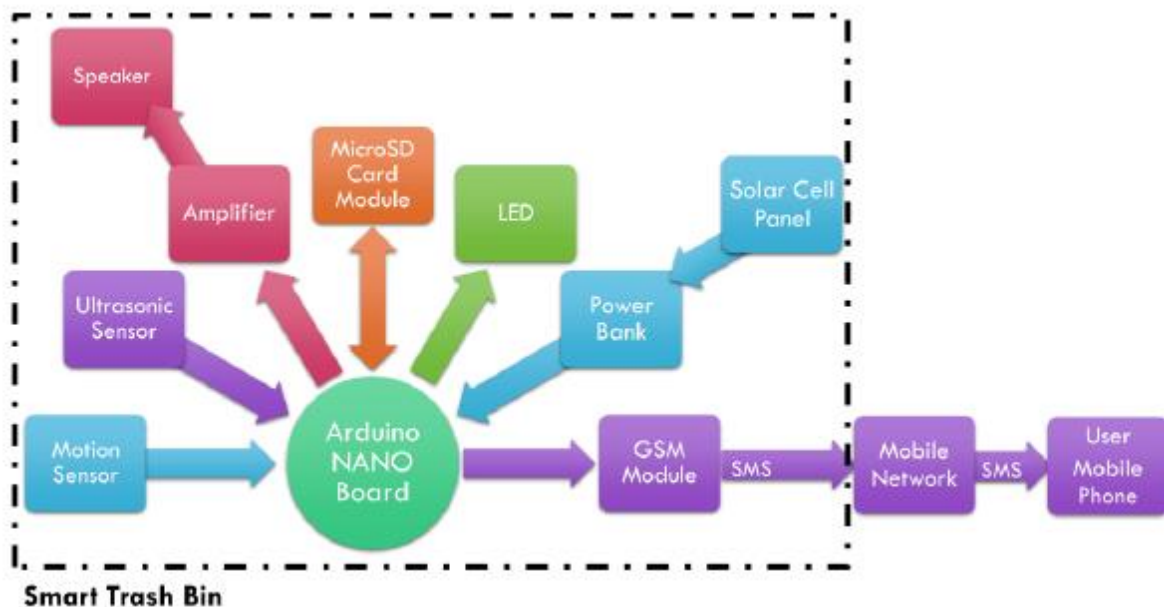 Speaker
MicroSD
Card
Module
Amplifier
LED
Solar Cell
Panel
Ultrasonic
Sensor
Power
Bank
Motion
Sensor
Arduino
NANO
Board
GSM
Module
SMS
Mobile
Network
SMS
User
Mobile
Phone
Smart Trash Bin